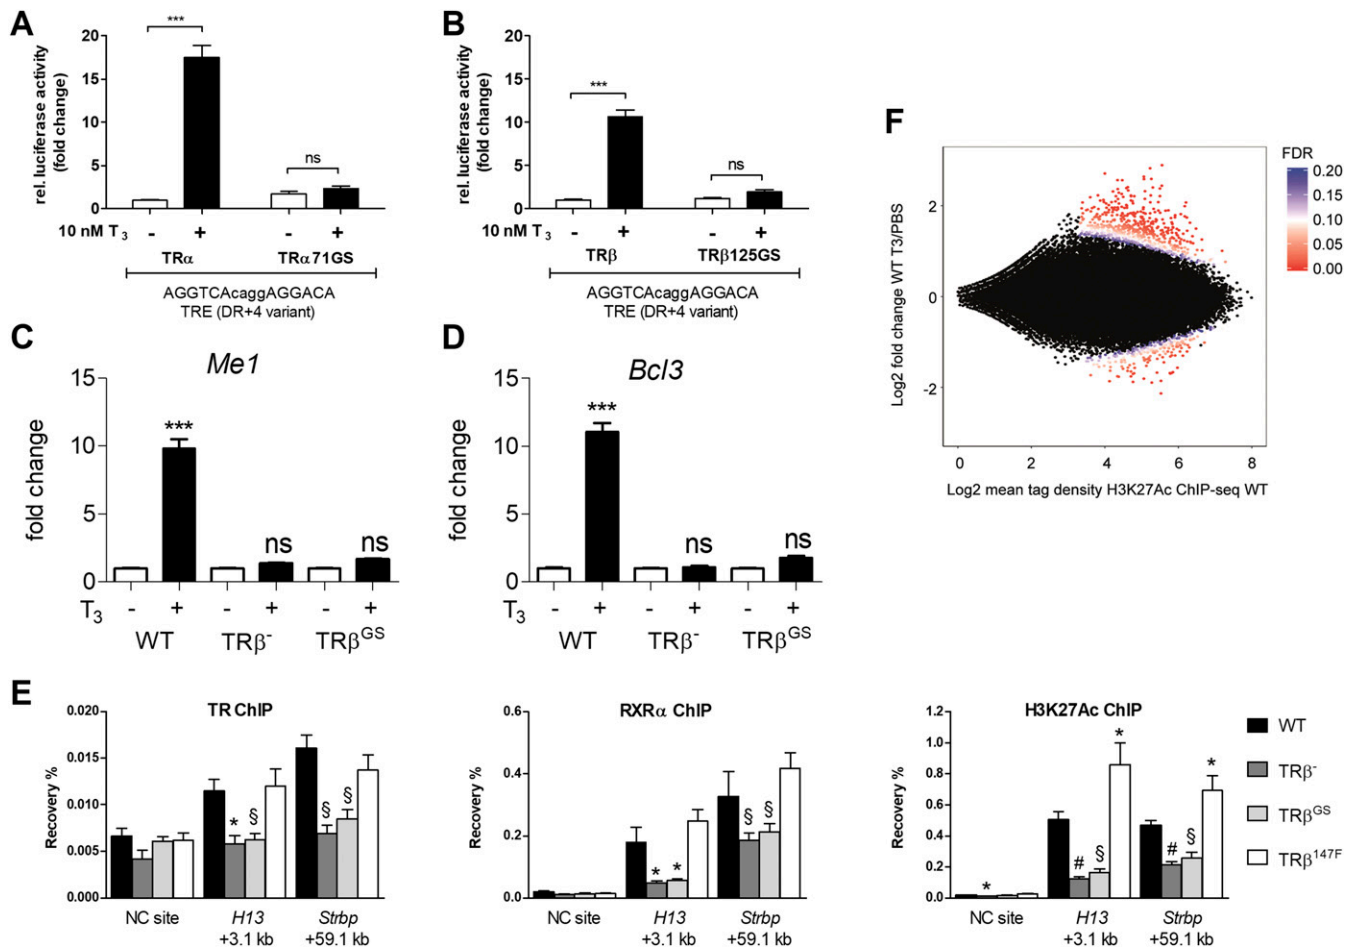 A
rel. luciferase activity
(fold change)
20
15
10
5
0
***
ns
10 nM T3 - + - +
TRα TRα71GS
AGGTCAcaggAGGACA
TRE (DR+4 variant)
B
rel. luciferase activity
(fold change)
20
15
10
5
0
***
ns
10 nM T3 - + - +
TRβ TRβ125GS
AGGTCAcaggAGGACA
TRE (DR+4 variant)
C
Me1
fold change
15
10
5
0
***
ns
ns
T3 - + - + - +
WT TRβ- TRβGS
D
Bcl3
fold change
15
10
5
0
***
ns
ns
T3 - + - + - +
WT TRβ- TRβGS
F
Log2 fold change WT T3/PBS
2
0
-2
0 2 4 6 8
Log2 mean tag density H3K27Ac ChIP-seq WT
FDR
0.20
0.15
0.10
0.05
0.00
E
TR ChIP
Recovery %
0.020
0.015
0.010
0.005
0.000
* §
§ §
NC site H13 Strbp
+3.1 kb +59.1 kb
RXRα ChIP
Recovery %
0.6
0.4
0.2
0.0
* *
§ §
NC site H13 Strbp
+3.1 kb +59.1 kb
H3K27Ac ChIP
Recovery %
1.2
1.0
0.8
0.6
0.4
0.2
0.0
*
# § *
# § *
NC site H13 Strbp
+3.1 kb +59.1 kb
WT
TRβ-
TRβGS
TRβ147F